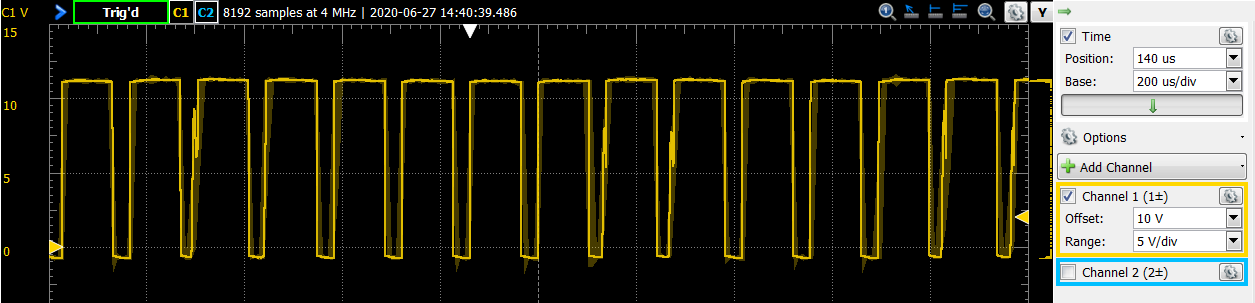 C1 V Trig'd C1 C2 8192 samples at 4 MHz | 2020-06-27 14:40:39.486 Y
15
10
5
0
Time
Position: 140 us
Base: 200 us/div
Options
Add Channel
Channel 1 (1±)
Offset: 10 V
Range: 5 V/div
Channel 2 (2±)